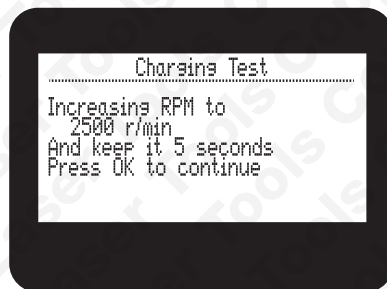 Charging Test
Increasing RPM to
2500 r/min
And keep it 5 seconds
Press OK to continue